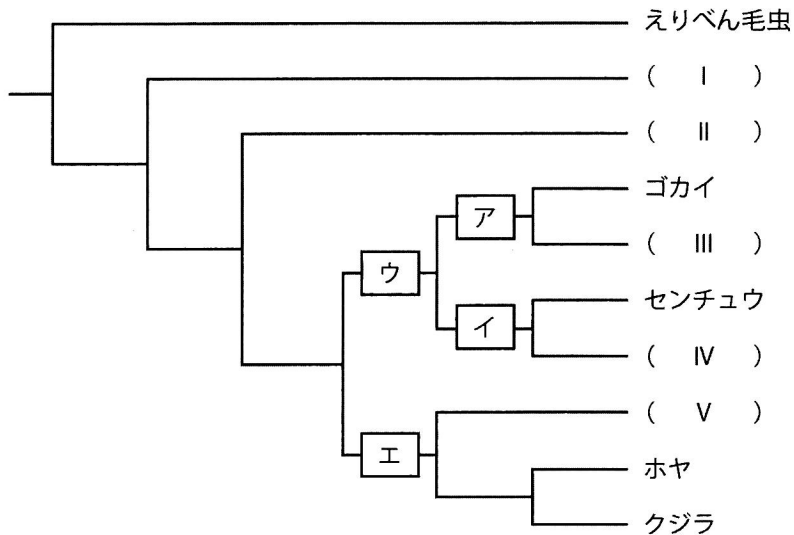 えりべん毛虫
( I )
( II )
ゴカイ
ア
( III )
ウ
センチュウ
イ
( IV )
( V )
エ
ホヤ
クジラ